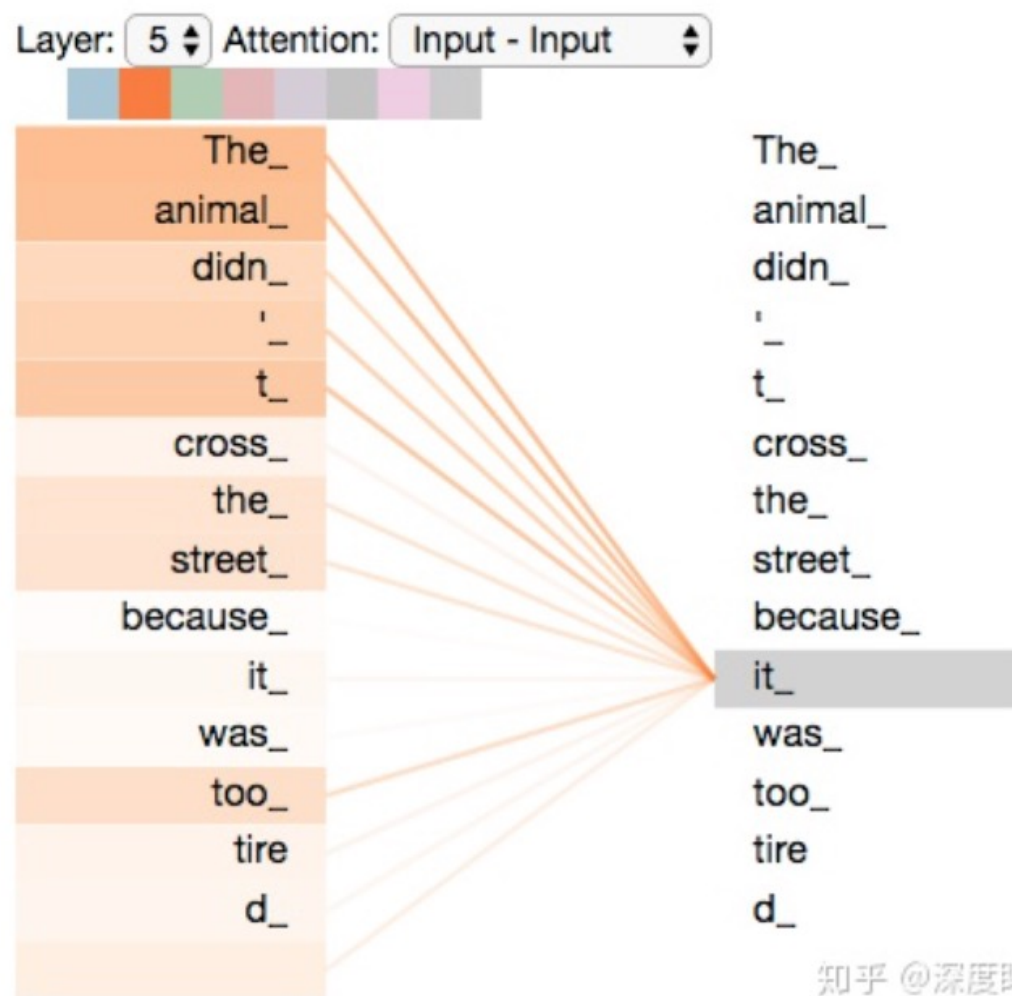 Layer: 5 Attention: Input - Input
The_ The_
animal_ animal_
didn_ didn_
'_ '_
t_ t_
cross_ cross_
the_ the_
street_ street_
because_ because_
it_ it_
was_ was_
too_ too_
tire tire
d_ d_
知乎 @深度